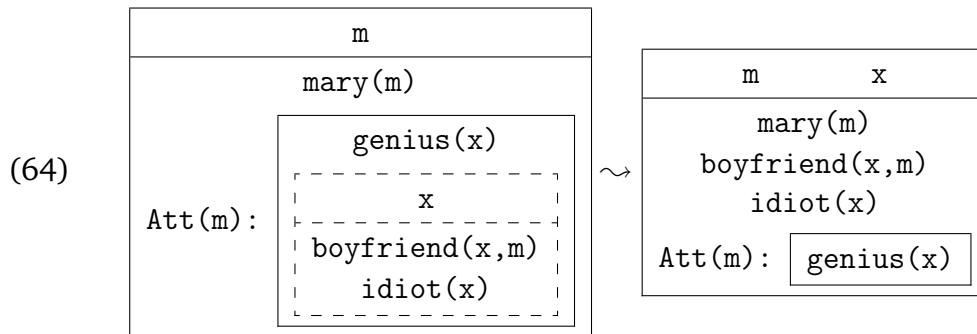 m
mary(m)
genius(x)
x
boyfriend(x,m)
idiot(x)
Att(m):
(64)
⤳
m x
mary(m)
boyfriend(x,m)
idiot(x)
Att(m): genius(x)